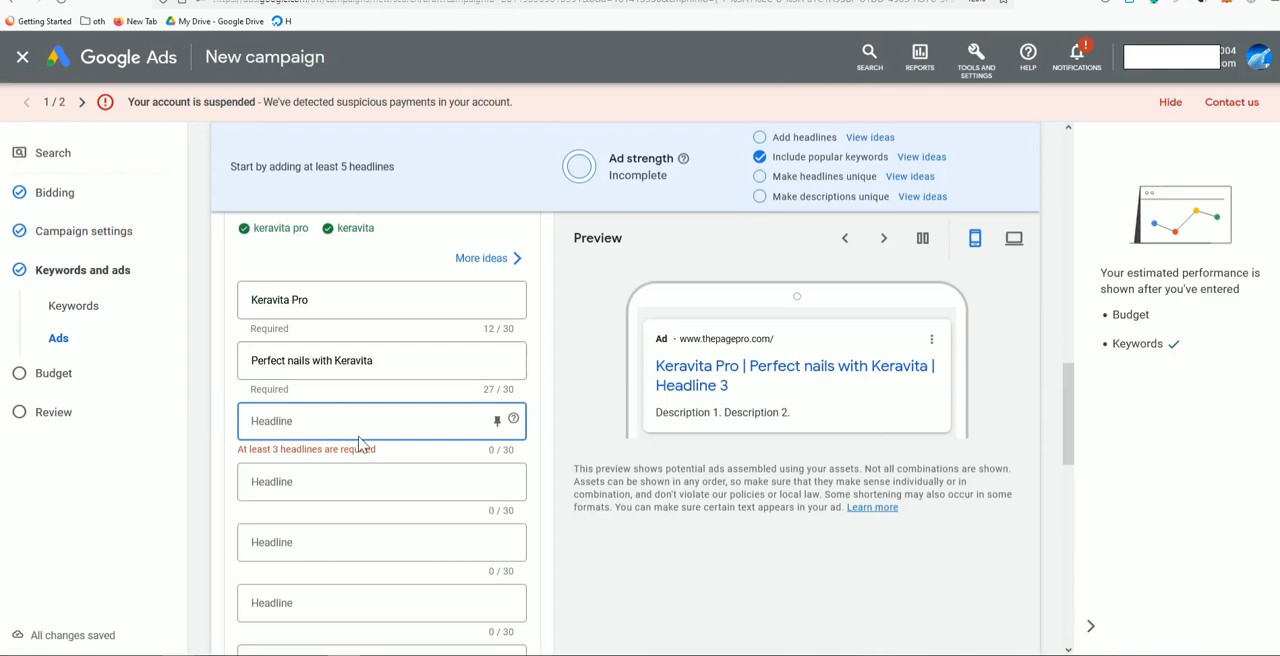 Getting Started oth New Tab My Drive - Google Drive H
Google Ads New campaign
SEARCH REPORTS TOOLS AND SETTINGS HELP NOTIFICATIONS ! 004
om
1 / 2 Your account is suspended - We've detected suspicious payments in your account. Hide Contact us
Search
Bidding
Campaign settings
Keywords and ads
Keywords
Ads
Budget
Review
All changes saved
Start by adding at least 5 headlines
Ad strength
Incomplete
Add headlines View ideas
Include popular keywords View ideas
Make headlines unique View ideas
Make descriptions unique View ideas
keravita pro keravita
More ideas
Keravita Pro
Required 12 / 30
Perfect nails with Keravita
Required 27 / 30
Headline
At least 3 headlines are required 0 / 30
Headline
0 / 30
Headline
0 / 30
Headline
0 / 30
Preview
Ad · www.thepagepro.com/
Keravita Pro | Perfect nails with Keravita |
Headline 3
Description 1. Description 2.
This preview shows potential ads assembled using your assets. Not all combinations are shown.
Assets can be shown in any order, so make sure that they make sense individually or in
combination, and don't violate our policies or local law. Some shortening may also occur in some
formats. You can make sure certain text appears in your ad. Learn more
Your estimated performance is
shown after you've entered
• Budget
• Keywords